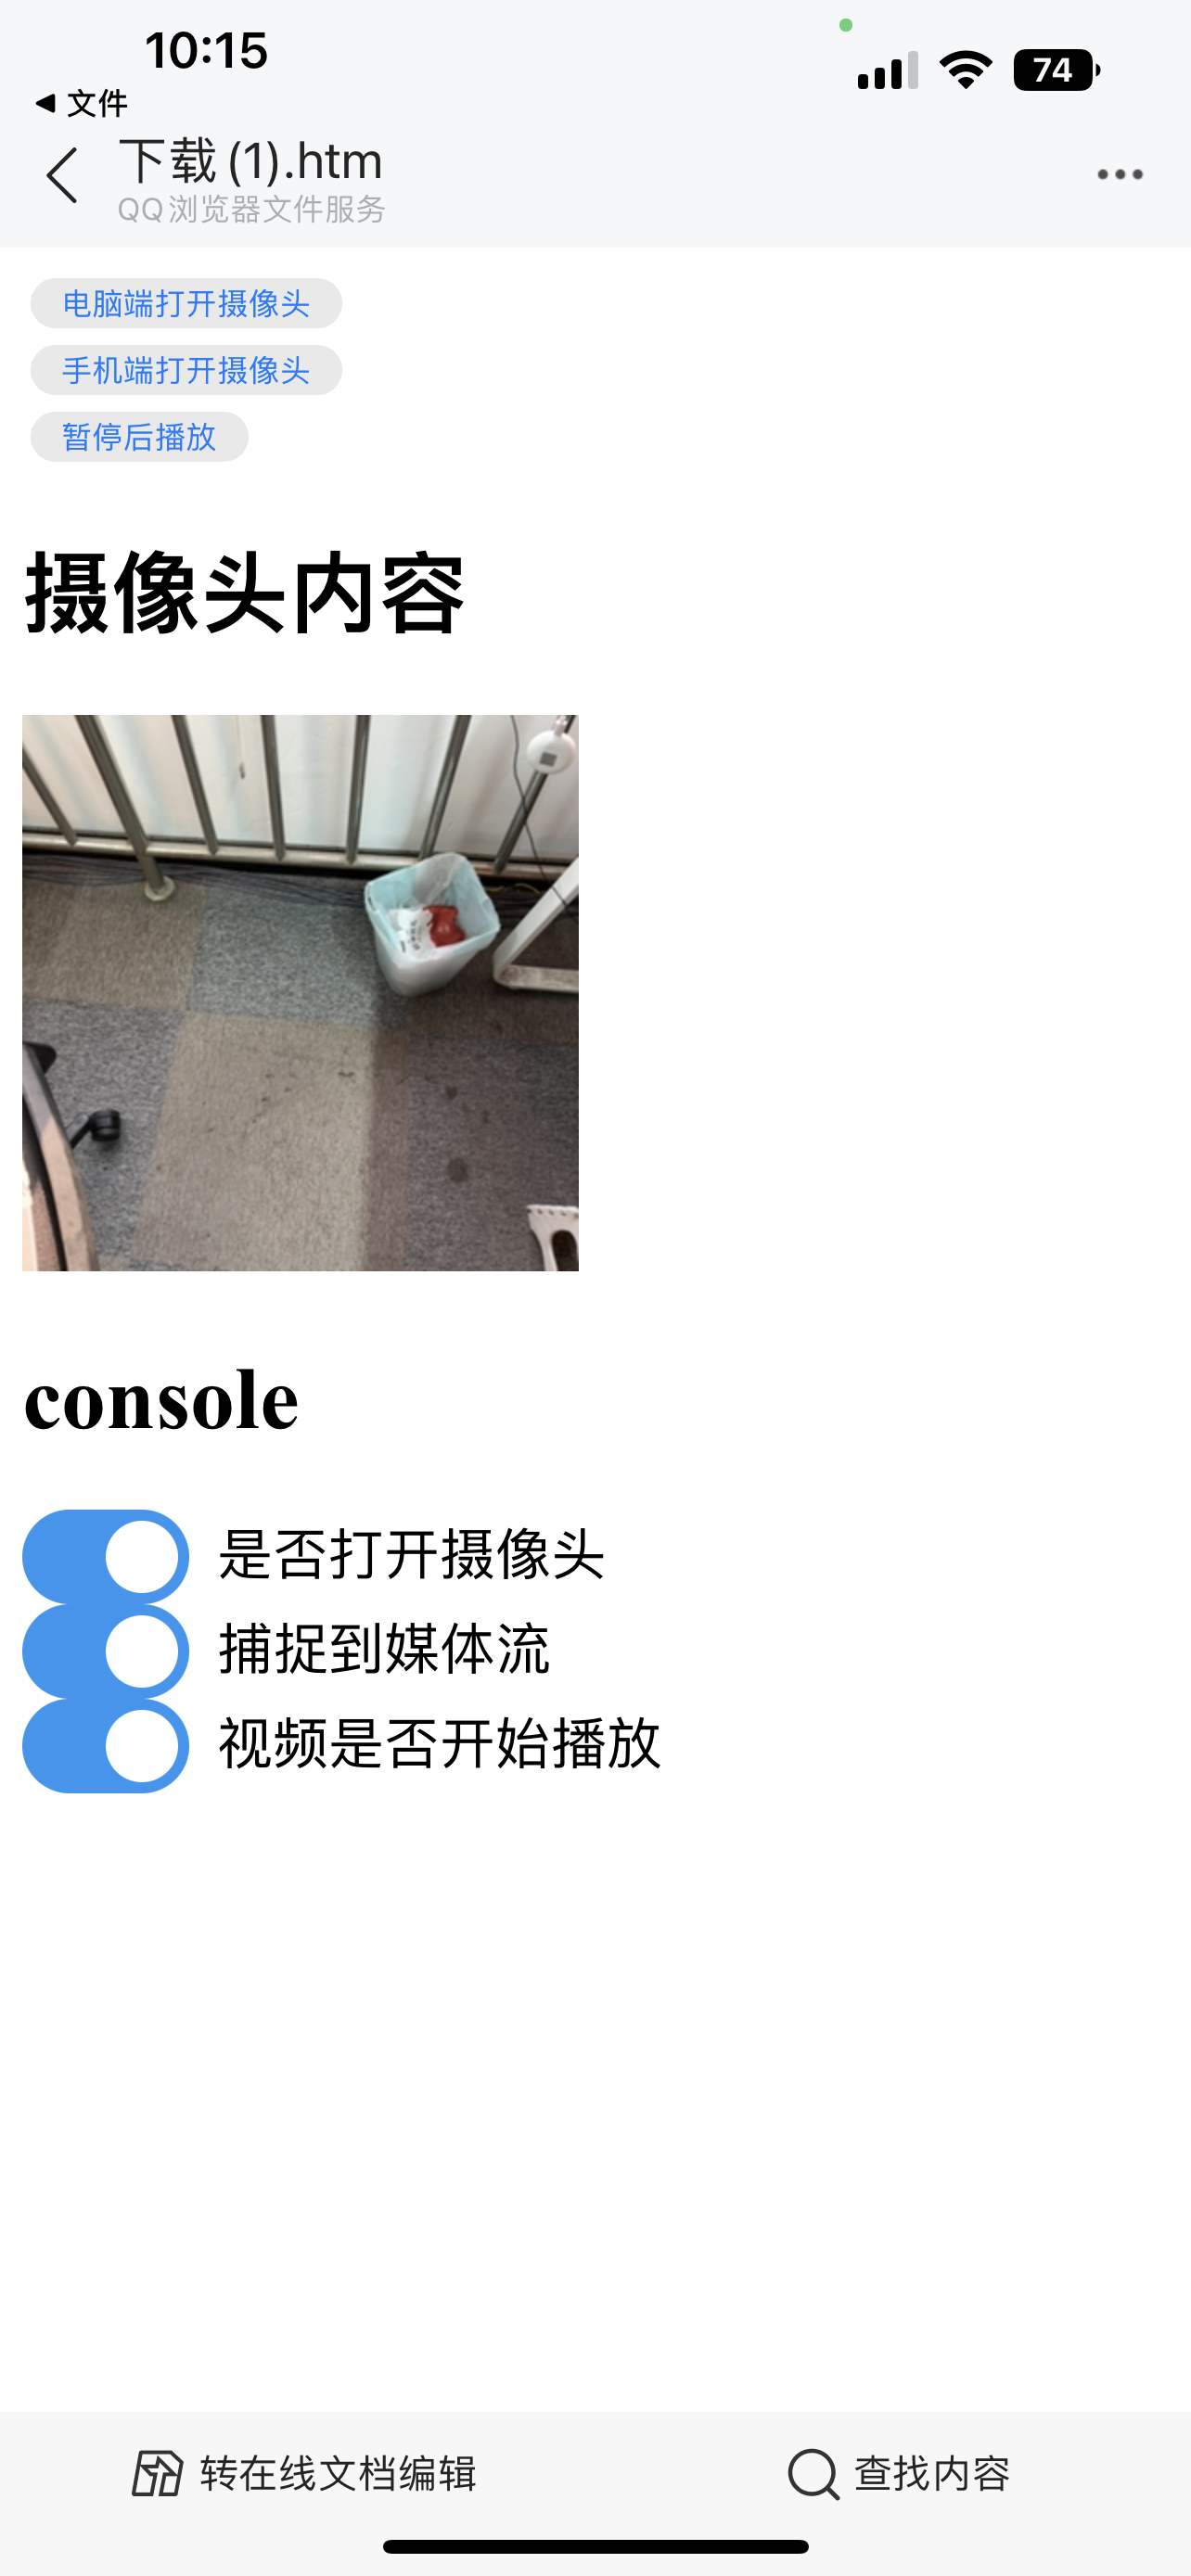 10:15
74
文件
下载 (1).htm
QQ浏览器文件服务
电脑端打开摄像头
手机端打开摄像头
暂停后播放
摄像头内容
console
是否打开摄像头
捕捉到媒体流
视频是否开始播放
转在线文档编辑
查找内容